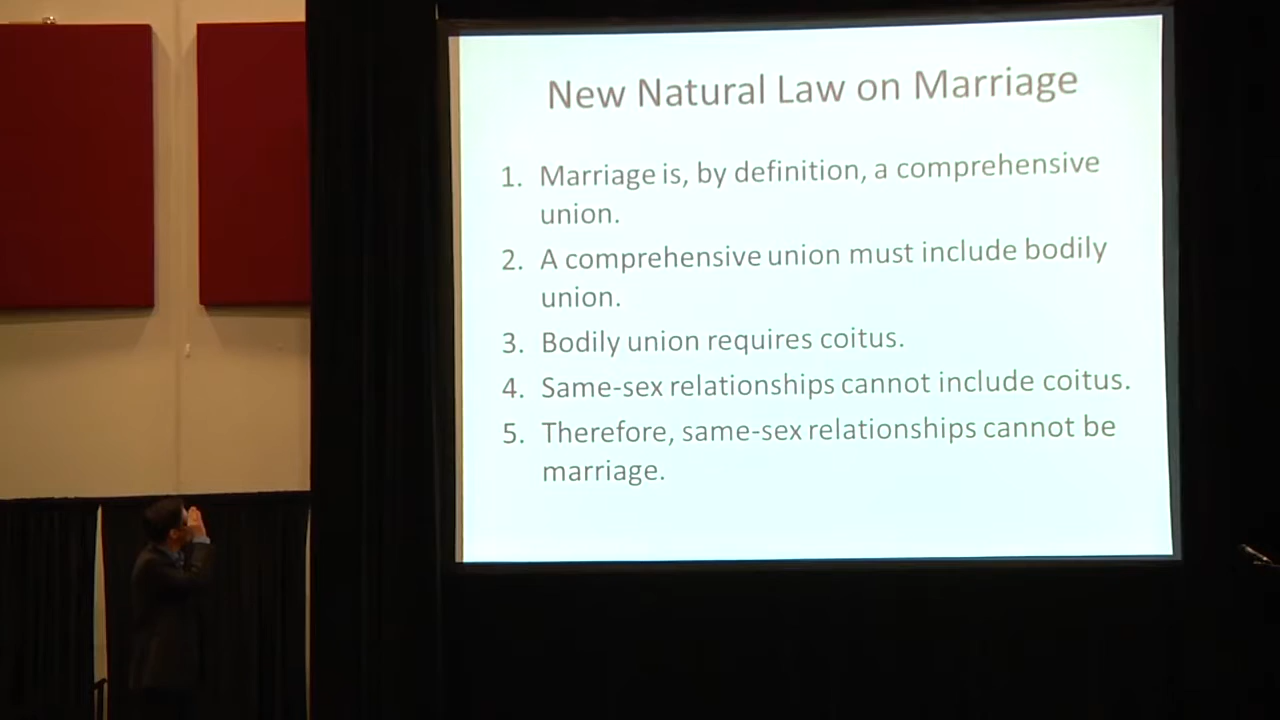 New Natural Law on Marriage
1. Marriage is, by definition, a comprehensive
union.
2. A comprehensive union must include bodily
union.
3. Bodily union requires coitus.
4. Same-sex relationships cannot include coitus.
5. Therefore, same-sex relationships cannot be
marriage.